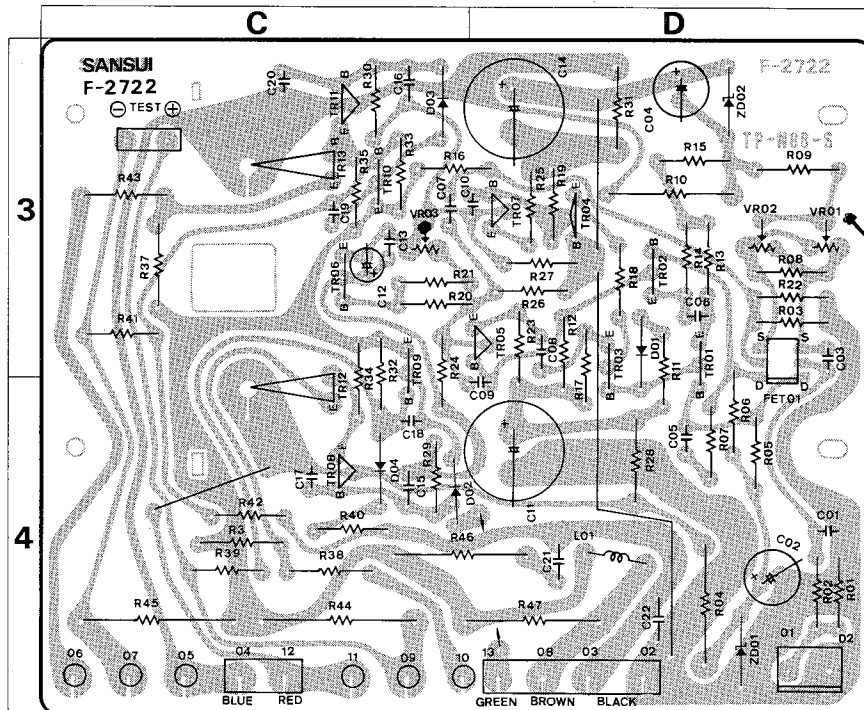 C D
SANSUI
F-2722
⊖ TEST ⊕
F-2722
TP-H08-S
3
4
C20 TR11 B E R30 C16 D03 C14 R31 C04 ZD02
R43 TR13 B E R35 TR10 B R33 R16 R25 R19 R15 R10 R09
C19 C07 C10 B E TR07 TR04 E B
R37 VR03 C13 VR02 VR01
TR06 E B C12 R21 R20 R27 R26 R18 B TR02 E R14 R13 R08 R22 R03
C06
R41 TR05 B E R23 C08 R12 R17 TR03 E B D01 R11 TR01 E B S S D D FET01 C03
TR12 B E R34 R32 TR09 E B R24 C09
C18 R28 C05 R07 R06 R05
C17 TR08 E B D04 C15 R29 D02 C11
R42 R3 R40 R39 R38 R46 C21 L01 C01 C02
R45 R44 R47 C22 R04 ZD01 R02 R01
06 07 05 04 12 11 09 10 13 08 03 02 01 D2
BLUE RED GREEN BROWN BLACK